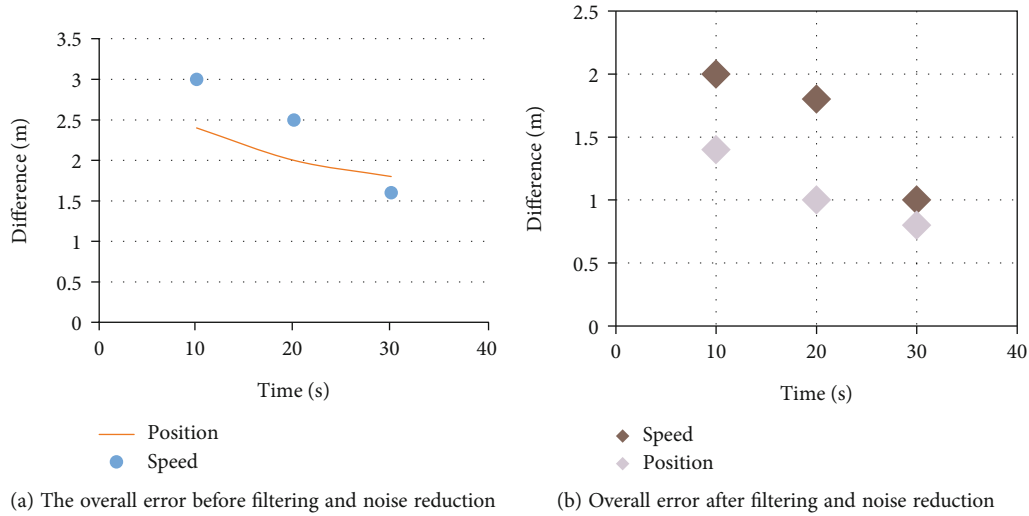 3.5
3
2.5
2
1.5
1
0.5
0
0
10
20
30
40
Difference (m)
Time (s)
Position
Speed
(a) The overall error before filtering and noise reduction
2.5
2
1.5
1
0.5
0
0
10
20
30
40
Difference (m)
Time (s)
Speed
Position
(b) Overall error after filtering and noise reduction